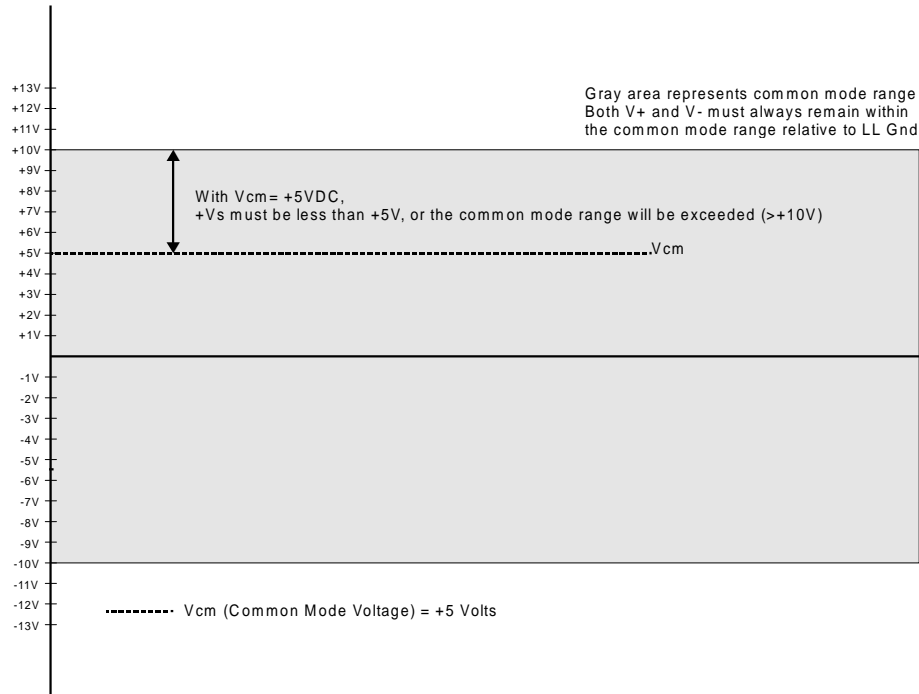 +13V
+12V
+11V
+10V
+9V
+8V
+7V
+6V
+5V
+4V
+3V
+2V
+1V
-1V
-2V
-3V
-4V
-5V
-6V
-7V
-8V
-9V
-10V
-11V
-12V
-13V
Gray area represents common mode range
Both V+ and V- must always remain within
the common mode range relative to LL Gnd
With Vcm= +5VDC,
+Vs must be less than +5V, or the common mode range will be exceeded (>+10V)
Vcm
Vcm (Common Mode Voltage) = +5 Volts